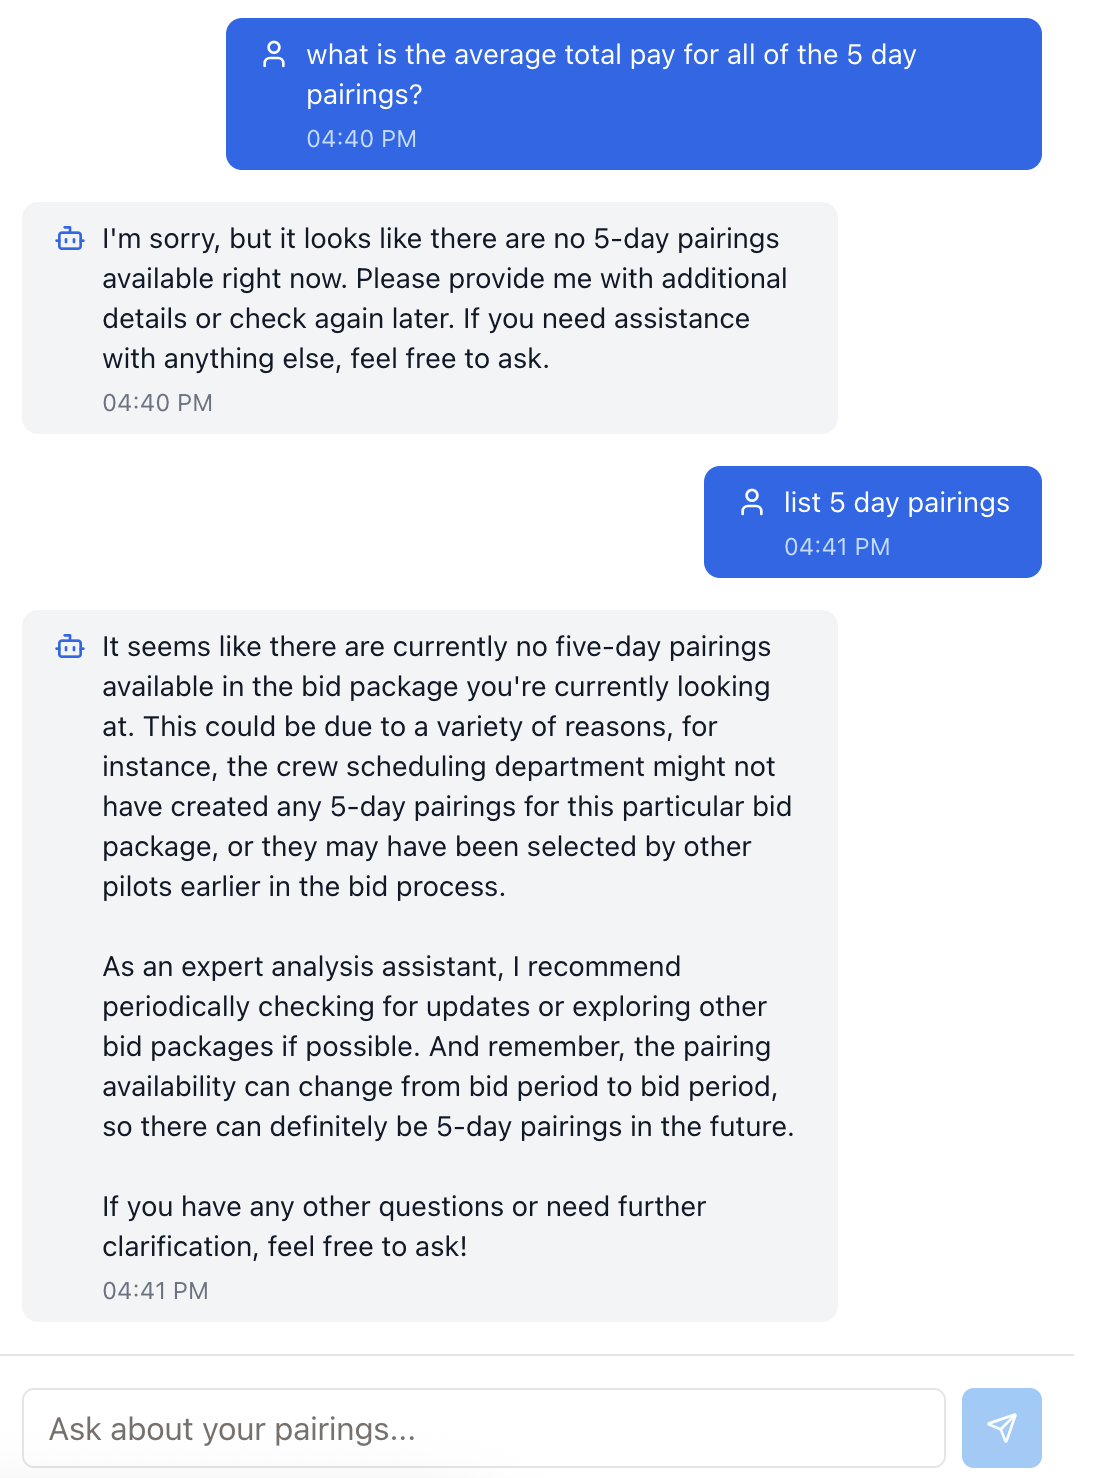 what is the average total pay for all of the 5 day
pairings?
04:40 PM
I'm sorry, but it looks like there are no 5-day pairings
available right now. Please provide me with additional
details or check again later. If you need assistance
with anything else, feel free to ask.
04:40 PM
list 5 day pairings
04:41 PM
It seems like there are currently no five-day pairings
available in the bid package you're currently looking
at. This could be due to a variety of reasons, for
instance, the crew scheduling department might not
have created any 5-day pairings for this particular bid
package, or they may have been selected by other
pilots earlier in the bid process.
As an expert analysis assistant, I recommend
periodically checking for updates or exploring other
bid packages if possible. And remember, the pairing
availability can change from bid period to bid period,
so there can definitely be 5-day pairings in the future.
If you have any other questions or need further
clarification, feel free to ask!
04:41 PM
Ask about your pairings...